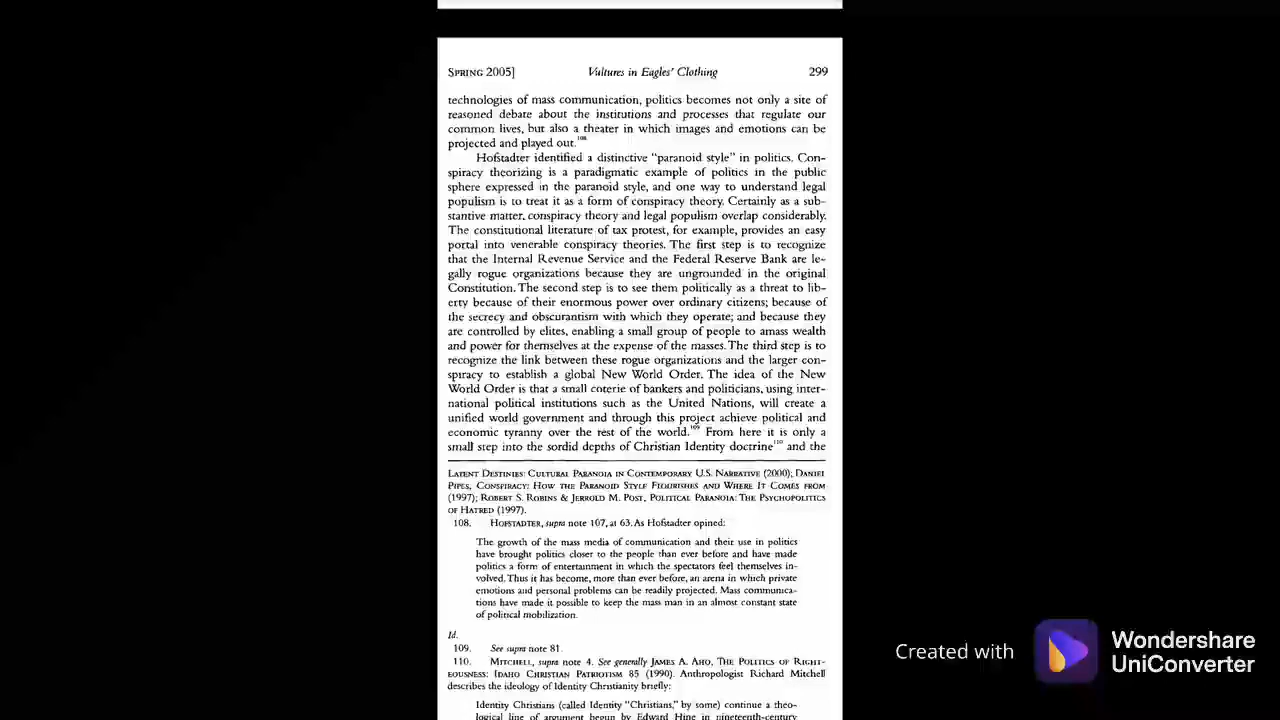 SPRING 2005] Vultures in Eagles' Clothing 299
technologies of mass communication, politics becomes not only a site of
reasoned debate about the institutions and processes that regulate our
common lives, but also a theater in which images and emotions can be
projected and played out.108
Hofstadter identified a distinctive "paranoid style" in politics. Con-
spiracy theorizing is a paradigmatic example of politics in the public
sphere expressed in the paranoid style, and one way to understand legal
populism is to treat it as a form of conspiracy theory. Certainly as a sub-
stantive matter, conspiracy theory and legal populism overlap considerably.
The constitutional literature of tax protest, for example, provides an easy
portal into venerable conspiracy theories. The first step is to recognize
that the Internal Revenue Service and the Federal Reserve Bank are le-
gally rogue organizations because they are ungrounded in the original
Constitution. The second step is to see them politically as a threat to lib-
erty because of their enormous power over ordinary citizens; because of
the secrecy and obscurantism with which they operate; and because they
are controlled by elites, enabling a small group of people to amass wealth
and power for themselves at the expense of the masses. The third step is to
recognize the link between these rogue organizations and the larger con-
spiracy to establish a global New World Order. The idea of the New
World Order is that a small coterie of bankers and politicians, using inter-
national political institutions such as the United Nations, will create a
unified world government and through this project achieve political and
economic tyranny over the rest of the world.109 From here it is only a
small step into the sordid depths of Christian Identity doctrine110 and the
LATENT DESTINIES: CULTURAL PARANOIA IN CONTEMPORARY U.S. NARRATIVE (2000); DANIEL
PIPES, CONSPIRACY: HOW THE PARANOID STYLE FLOURISHES AND WHERE IT COMES FROM
(1997); ROBERT S. ROBINS & JERROLD M. POST, POLITICAL PARANOIA: THE PSYCHOPOLITICS
OF HATRED (1997).
108. HOFSTADTER, supra note 107, at 63. As Hofstadter opined:
The growth of the mass media of communication and their use in politics
have brought politics closer to the people than ever before and have made
politics a form of entertainment in which the spectators feel themselves in-
volved. Thus it has become, more than ever before, an arena in which private
emotions and personal problems can be readily projected. Mass communica-
tions have made it possible to keep the mass man in an almost constant state
of political mobilization.
Id.
109. See supra note 81.
110. MITCHELL, supra note 4. See generally JAMES A. AHO, THE POLITICS OF RIGHT-
EOUSNESS: IDAHO CHRISTIAN PATRIOTISM 85 (1990). Anthropologist Richard Mitchell
describes the ideology of Identity Christianity briefly:
Identity Christians (called Identity "Christians," by some) continue a theo-
logical line of argument begun by Edward Hine in nineteenth-century
Created with
Wondershare
UniConverter